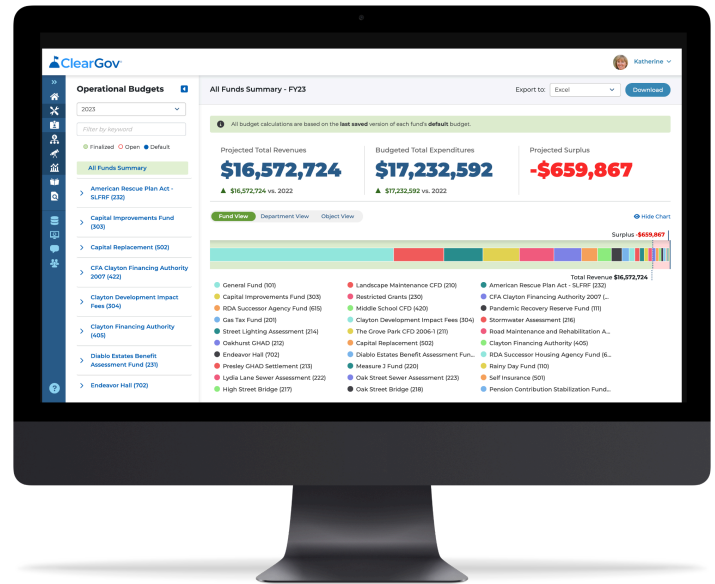 ClearGov
Katherine
Operational Budgets
All Funds Summary - FY23
Export to:
Excel
Download
2023
Filter by keyword
Finalized Open Default
All Funds Summary
American Rescue Plan Act -
SLFRF (232)
Capital Improvements Fund
(303)
Capital Replacement (502)
CFA Clayton Financing Authority
2007 (422)
Clayton Development Impact
Fees (304)
Clayton Financing Authority
(405)
Diablo Estates Benefit
Assessment Fund (231)
Endeavor Hall (702)
All budget calculations are based on the last saved version of each fund's default budget.
Projected Total Revenues
$16,572,724
$16,572,724 vs. 2022
Budgeted Total Expenditures
$17,232,592
$17,232,592 vs. 2022
Projected Surplus
-$659,867
Fund View Department View Object View
Hide Chart
Surplus -$659,867
Total Revenue $16,572,724
General Fund (101)
Landscape Maintenance CFD (210)
American Rescue Plan Act - SLFRF (232)
Capital Improvements Fund (303)
Restricted Grants (230)
CFA Clayton Financing Authority 2007 (...
RDA Successor Agency Fund (615)
Middle School CFD (420)
Pandemic Recovery Reserve Fund (111)
Gas Tax Fund (201)
Clayton Development Impact Fees (304)
Stormwater Assessment (216)
Street Lighting Assessment (214)
The Grove Park CFD 2006-1 (211)
Road Maintenance and Rehabilitation A...
Oakhurst GHAD (212)
Capital Replacement (502)
Clayton Financing Authority (405)
Endeavor Hall (702)
Diablo Estates Benefit Assessment Fun...
RDA Successor Housing Agency Fund (6...
Presley GHAD Settlement (213)
Measure J Fund (220)
Rainy Day Fund (110)
Lydia Lane Sewer Assessment (222)
Oak Street Sewer Assessment (223)
Self Insurance (501)
High Street Bridge (217)
Oak Street Bridge (218)
Pension Contribution Stabilization Fund...